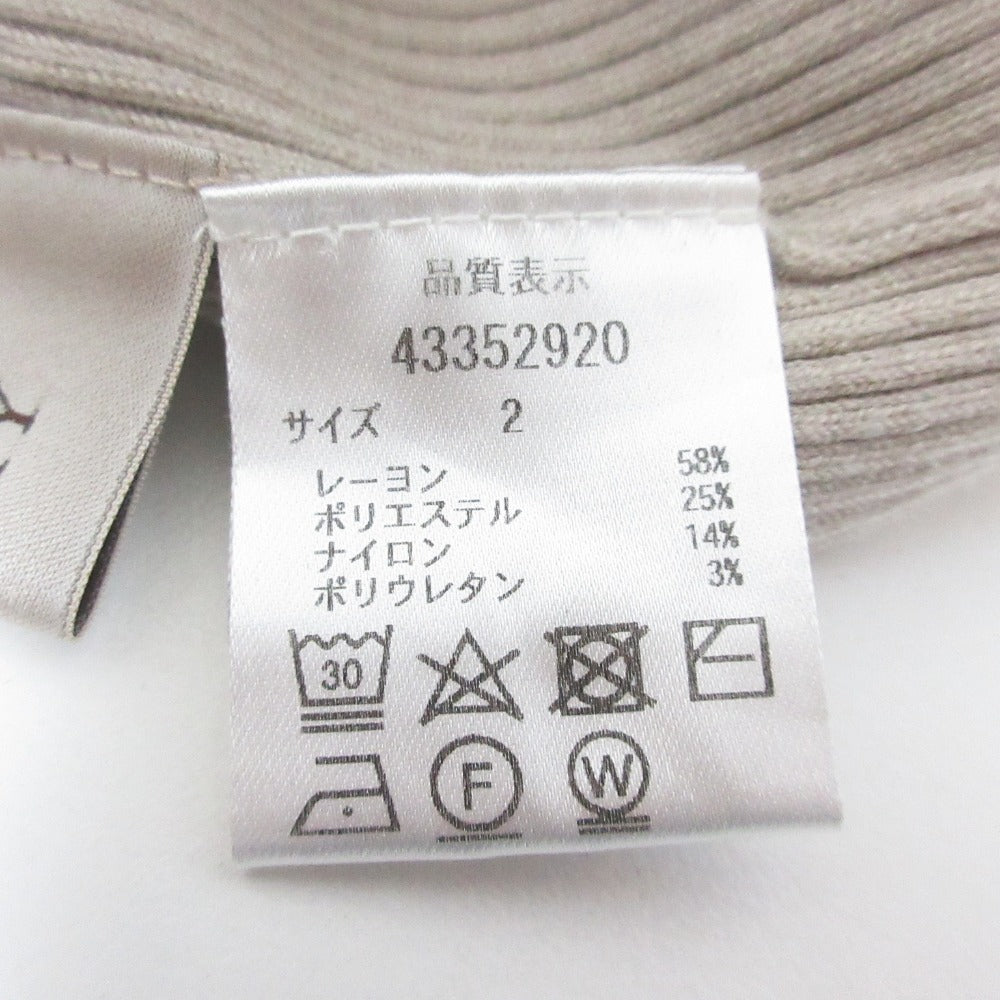 品質表示
43352920
サイズ 2
レーヨン 58%
ポリエステル 25%
ナイロン 14%
ポリウレタン 3%
30
F
W
Y